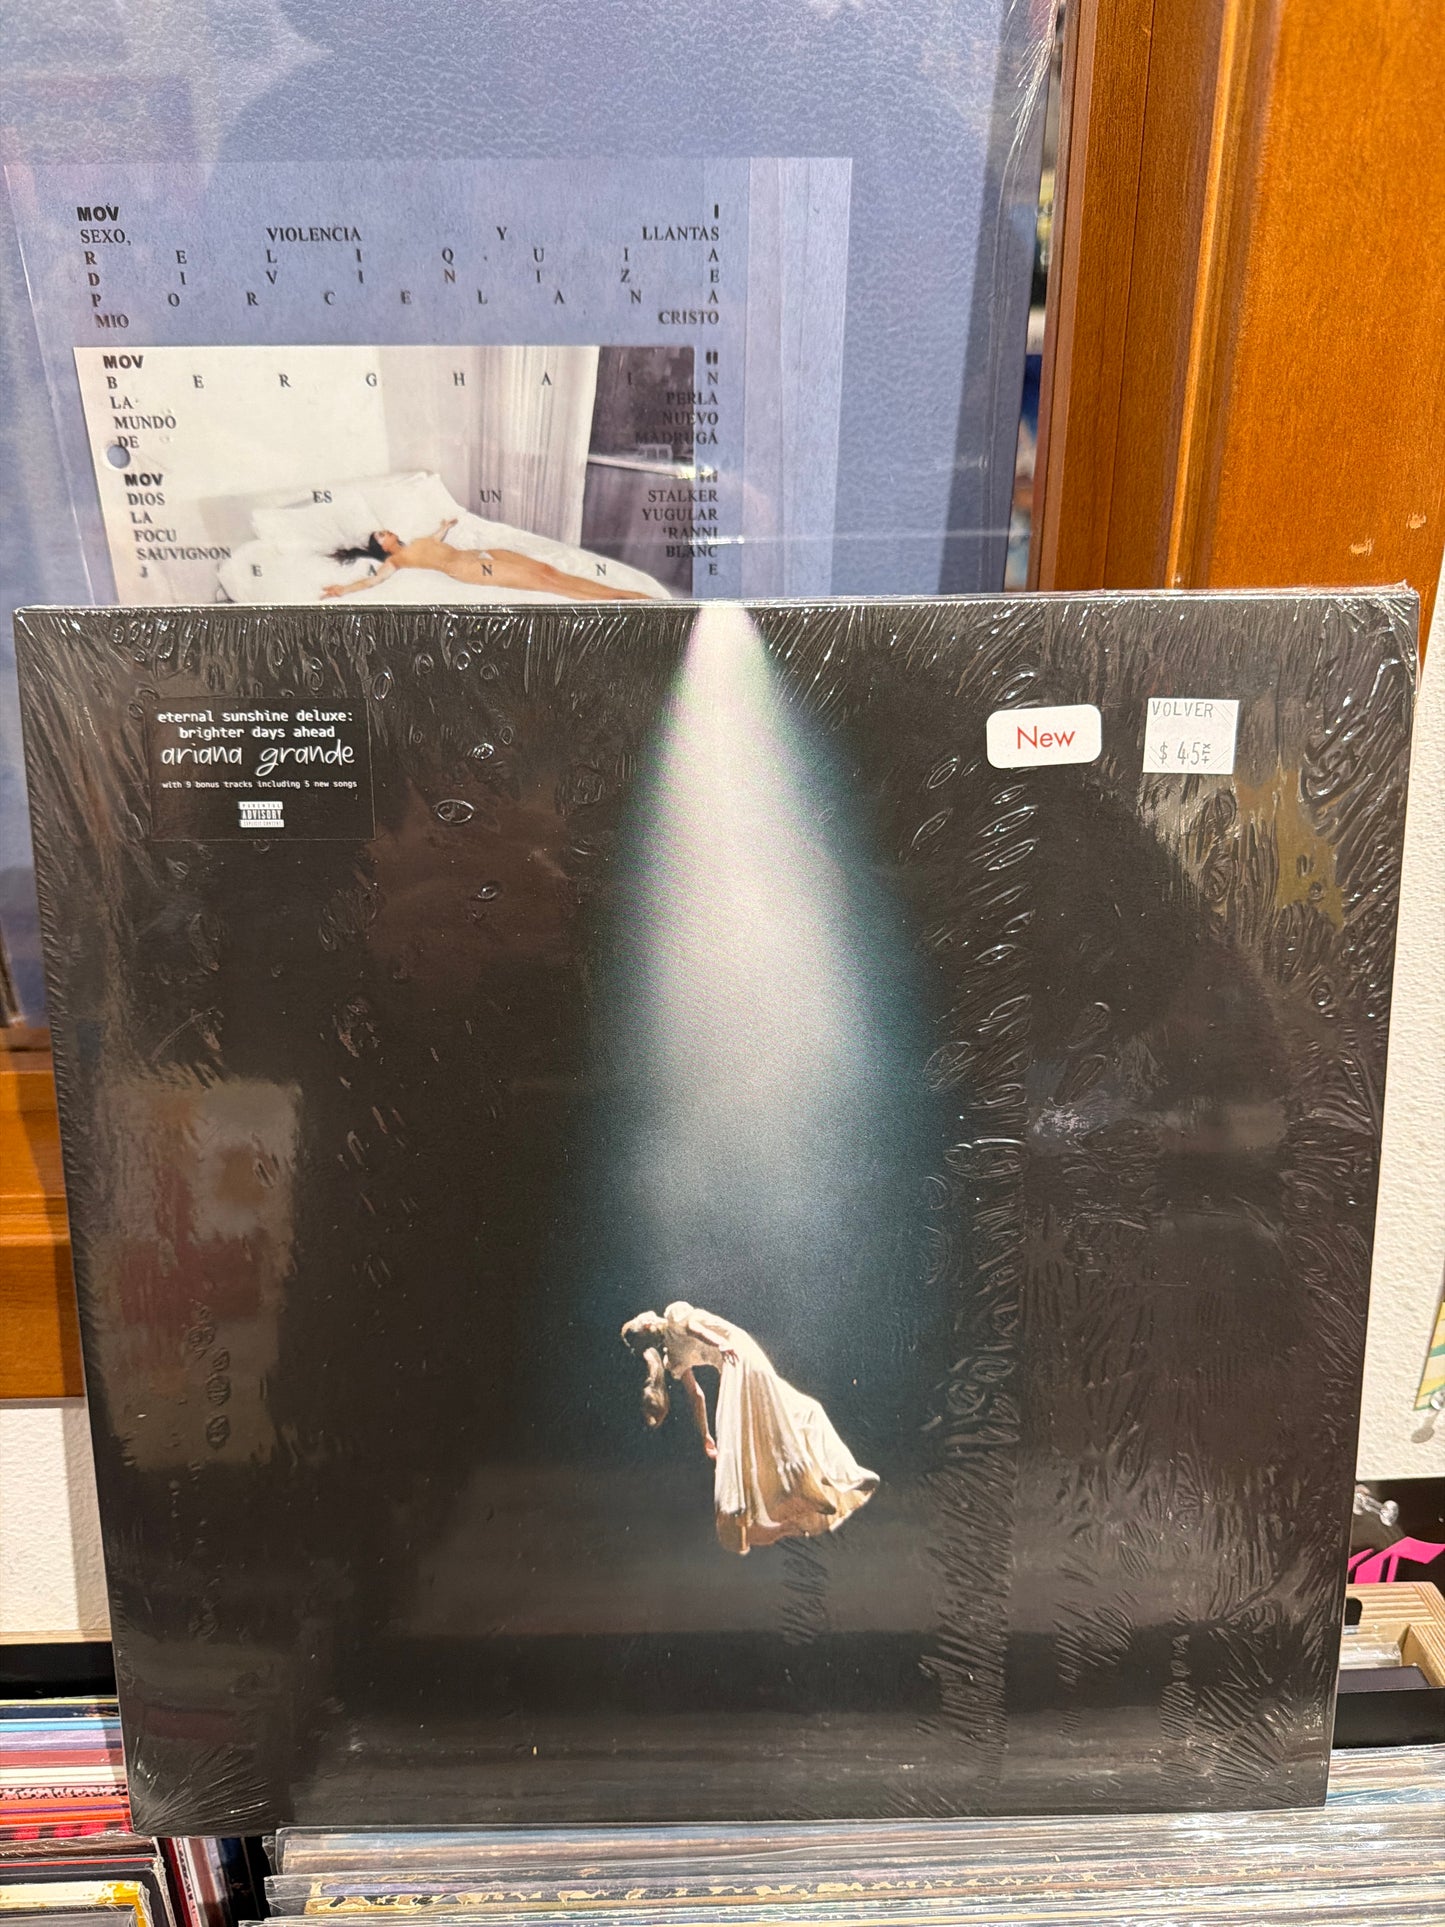 MOV I
SEXO, VIOLENCIA Y LLANTAS
R E L I Q U I A
D I V I N I Z E
P O R C E L A N A
MIO CRISTO
MOV II
B E R G H A I N
LA PERLA
MUNDO NUEVO
DE MADRUGÁ
MOV III
DIOS ES UN STALKER
LA YUGULAR
FOCU 'RANNI
SAUVIGNON BLANC
J E A N N E
eternal sunshine deluxe:
brighter days ahead
ariana grande
with 9 bonus tracks including 5 new songs
PARENTAL
ADVISORY
EXPLICIT CONTENT
New
VOLVER
$ 45